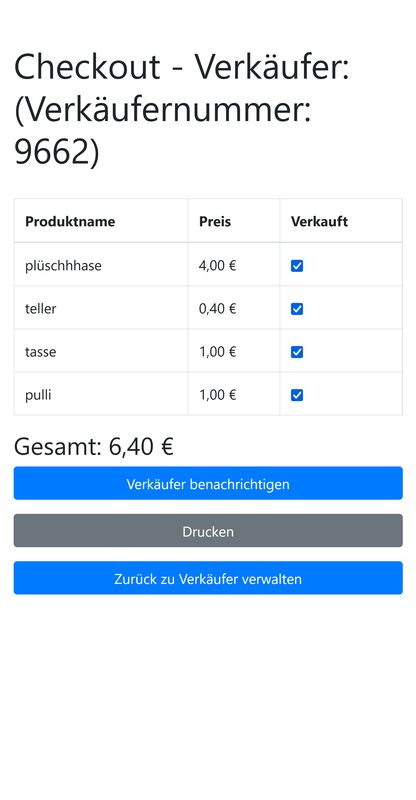 Checkout - Verkäufer:
(Verkäufernummer:
9662)
Produktname Preis Verkauft
plüschhhase 4,00 €
teller 0,40 €
tasse 1,00 €
pulli 1,00 €
Gesamt: 6,40 €
Verkäufer benachrichtigen
Drucken
Zurück zu Verkäufer verwalten